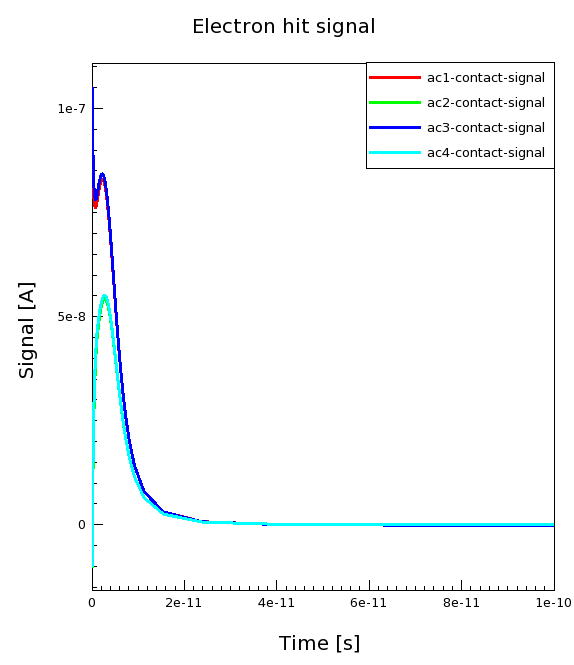 Electron hit signal
ac1-contact-signal
ac2-contact-signal
ac3-contact-signal
ac4-contact-signal
1e-7
5e-8
0
Signal [A]
0 2e-11 4e-11 6e-11 8e-11 1e-10
Time [s]